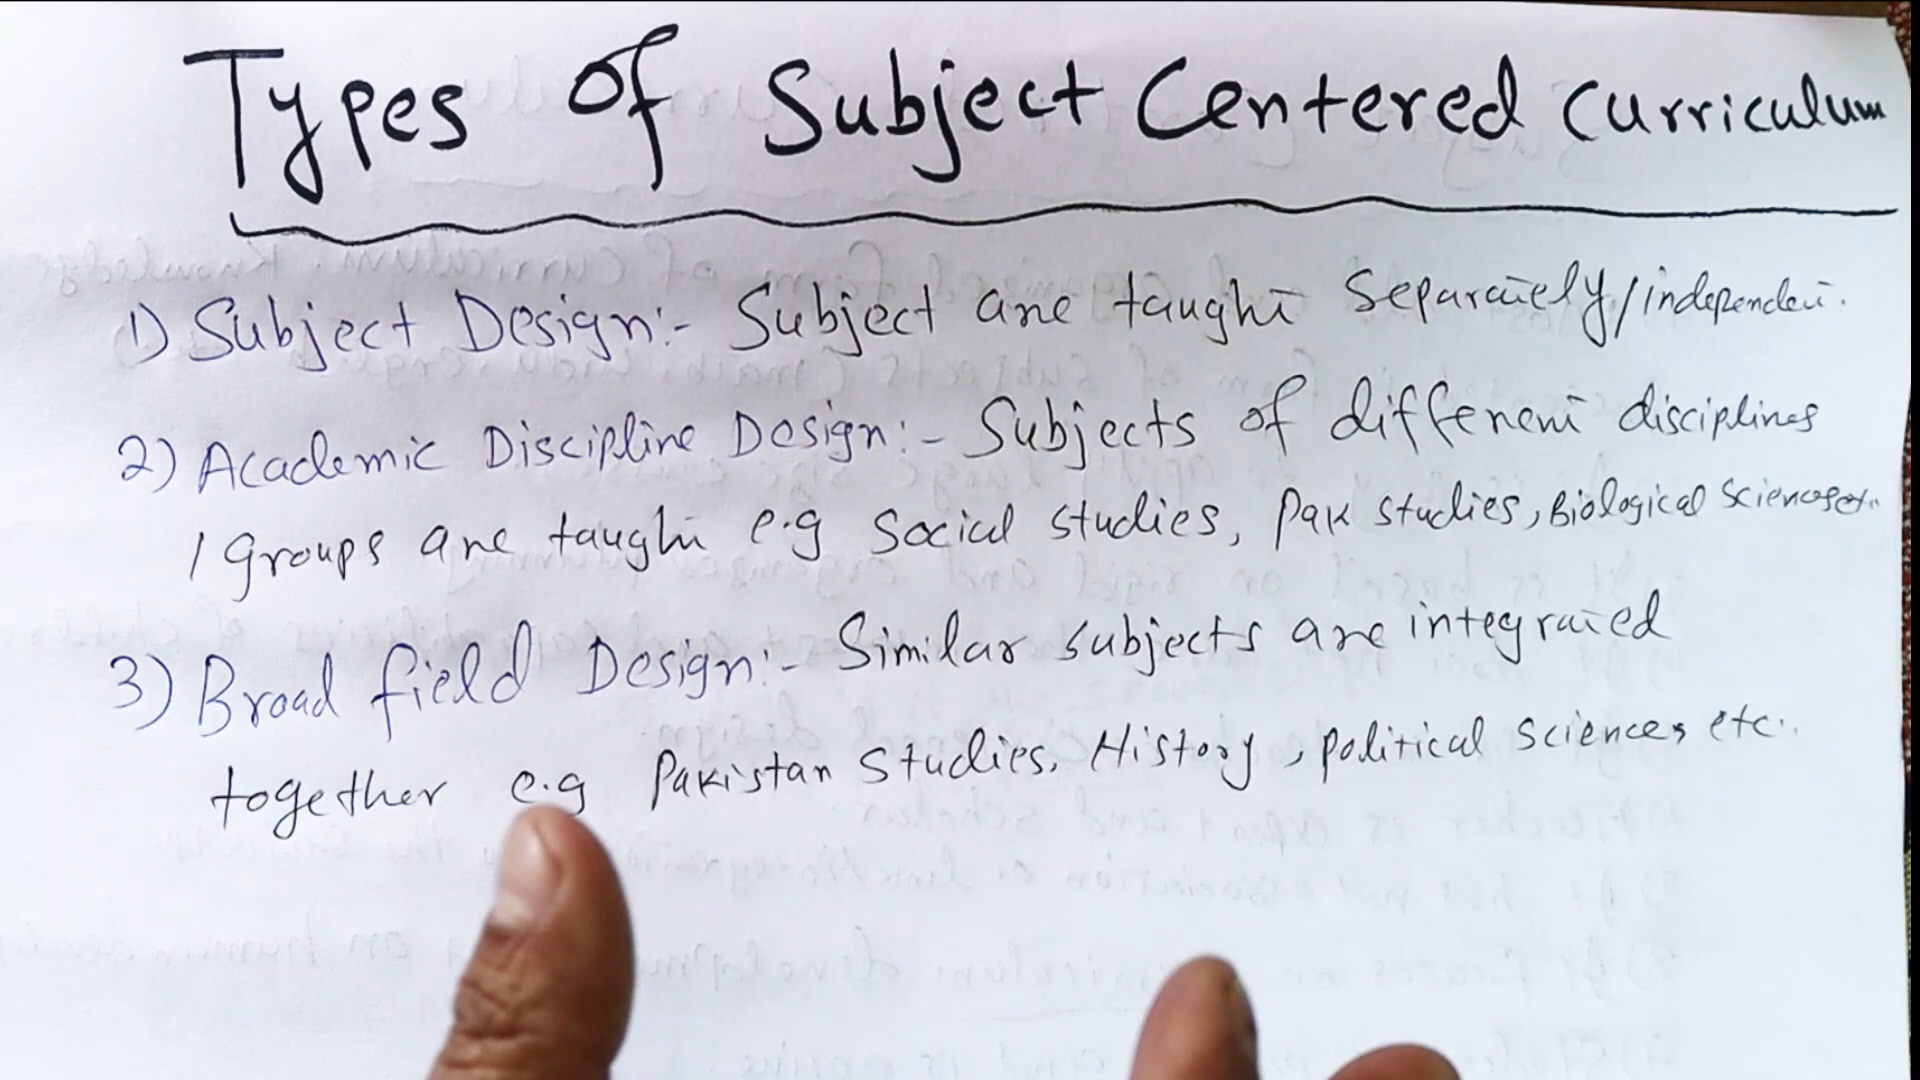 Types of Subject Centered Curriculum
1) Subject Design:- Subject are taught Separately/independent.
2) Academic Discipline Design:- Subjects of different disciplines
/ Groups are taught e.g Social studies, Pak studies, Biological Sciences etc.
3) Broad field Design:- Similar subjects are integrated
together e.g Pakistan Studies, History, political Sciences etc.